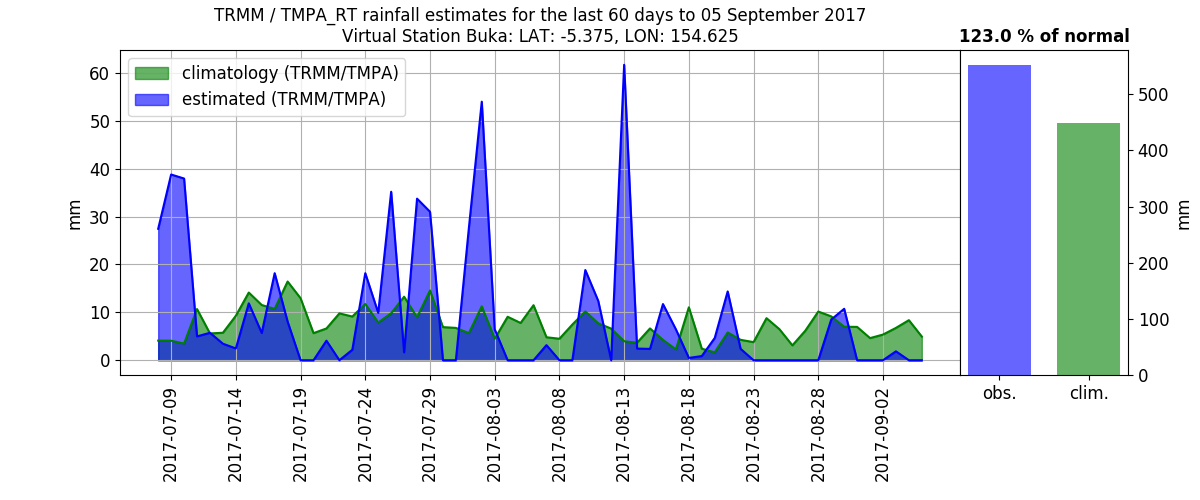 TRMM / TMPA_RT rainfall estimates for the last 60 days to 05 September 2017
Virtual Station Buka: LAT: -5.375, LON: 154.625
123.0 % of normal
climatology (TRMM/TMPA)
estimated (TRMM/TMPA)
mm
60
50
40
30
20
10
0
2017-07-09
2017-07-14
2017-07-19
2017-07-24
2017-07-29
2017-08-03
2017-08-08
2017-08-13
2017-08-18
2017-08-23
2017-08-28
2017-09-02
500
400
300
200
100
0
mm
obs.
clim.